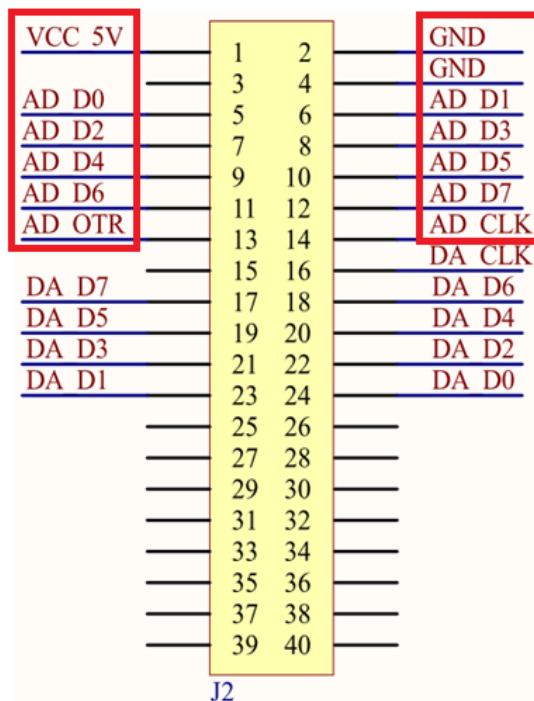 VCC 5V 1 2 GND
3 4 GND
AD D0 5 6 AD D1
AD D2 7 8 AD D3
AD D4 9 10 AD D5
AD D6 11 12 AD D7
AD OTR 13 14 AD CLK
15 16 DA CLK
DA D7 17 18 DA D6
DA D5 19 20 DA D4
DA D3 21 22 DA D2
DA D1 23 24 DA D0
25 26
27 28
29 30
31 32
33 34
35 36
37 38
39 40
J2